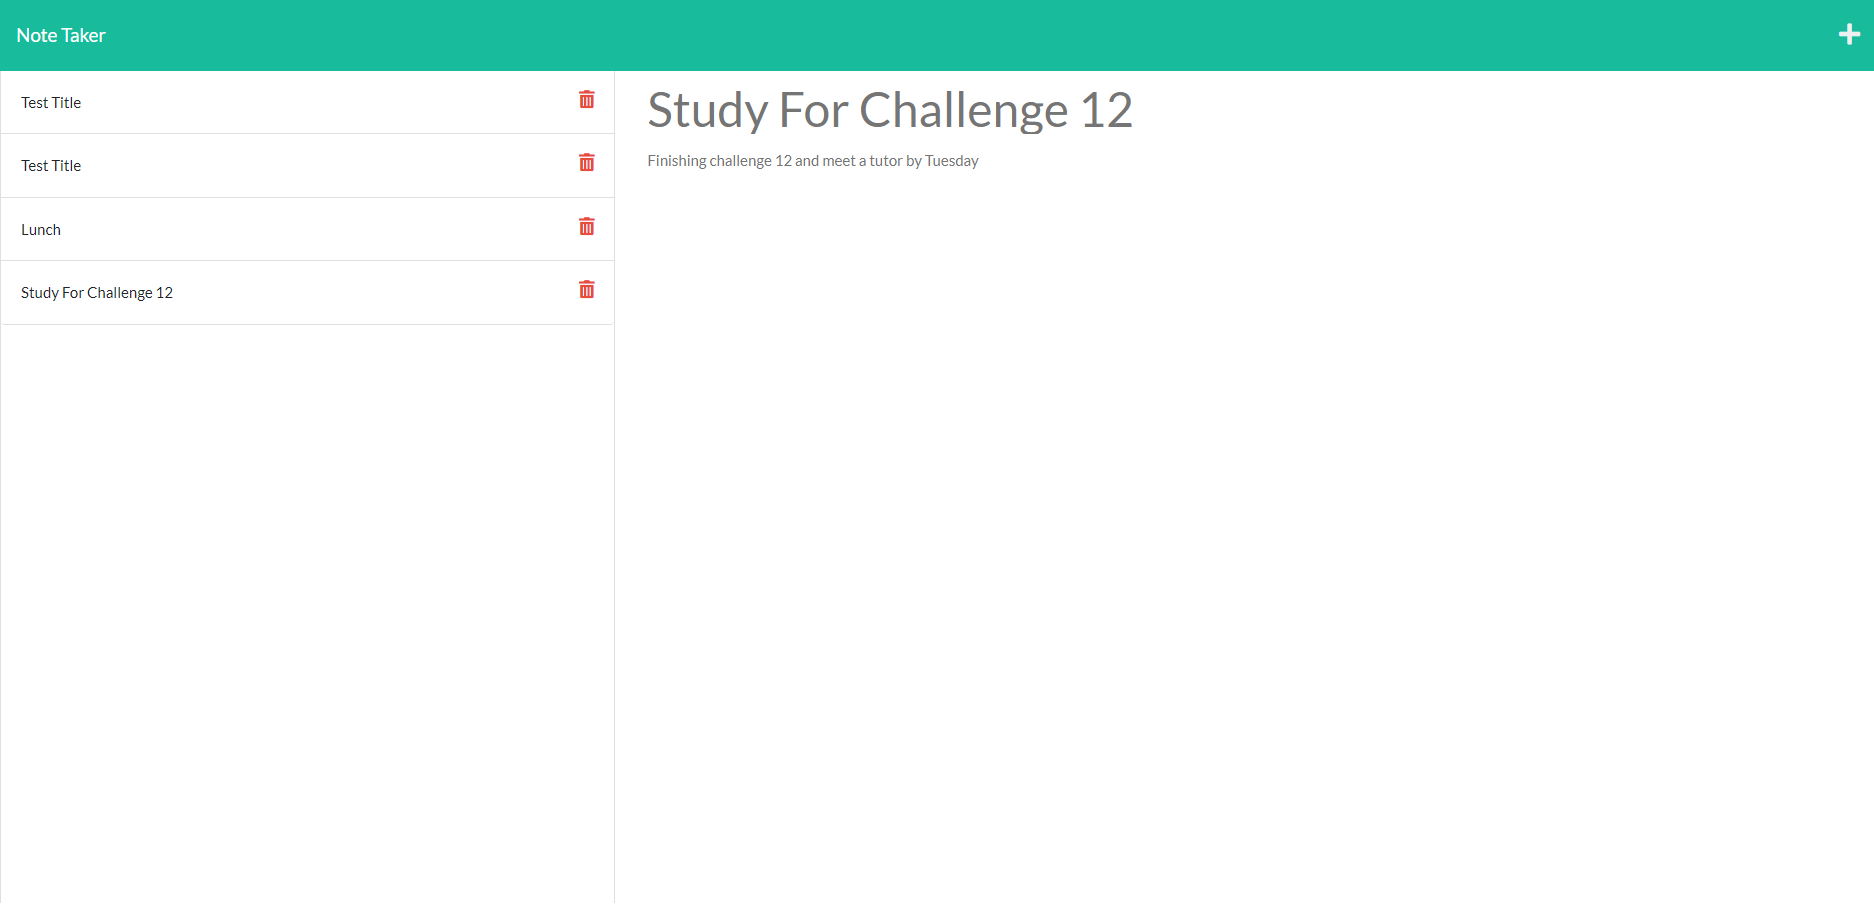 Note Taker
Test Title
Test Title
Lunch
Study For Challenge 12
Study For Challenge 12
Finishing challenge 12 and meet a tutor by Tuesday